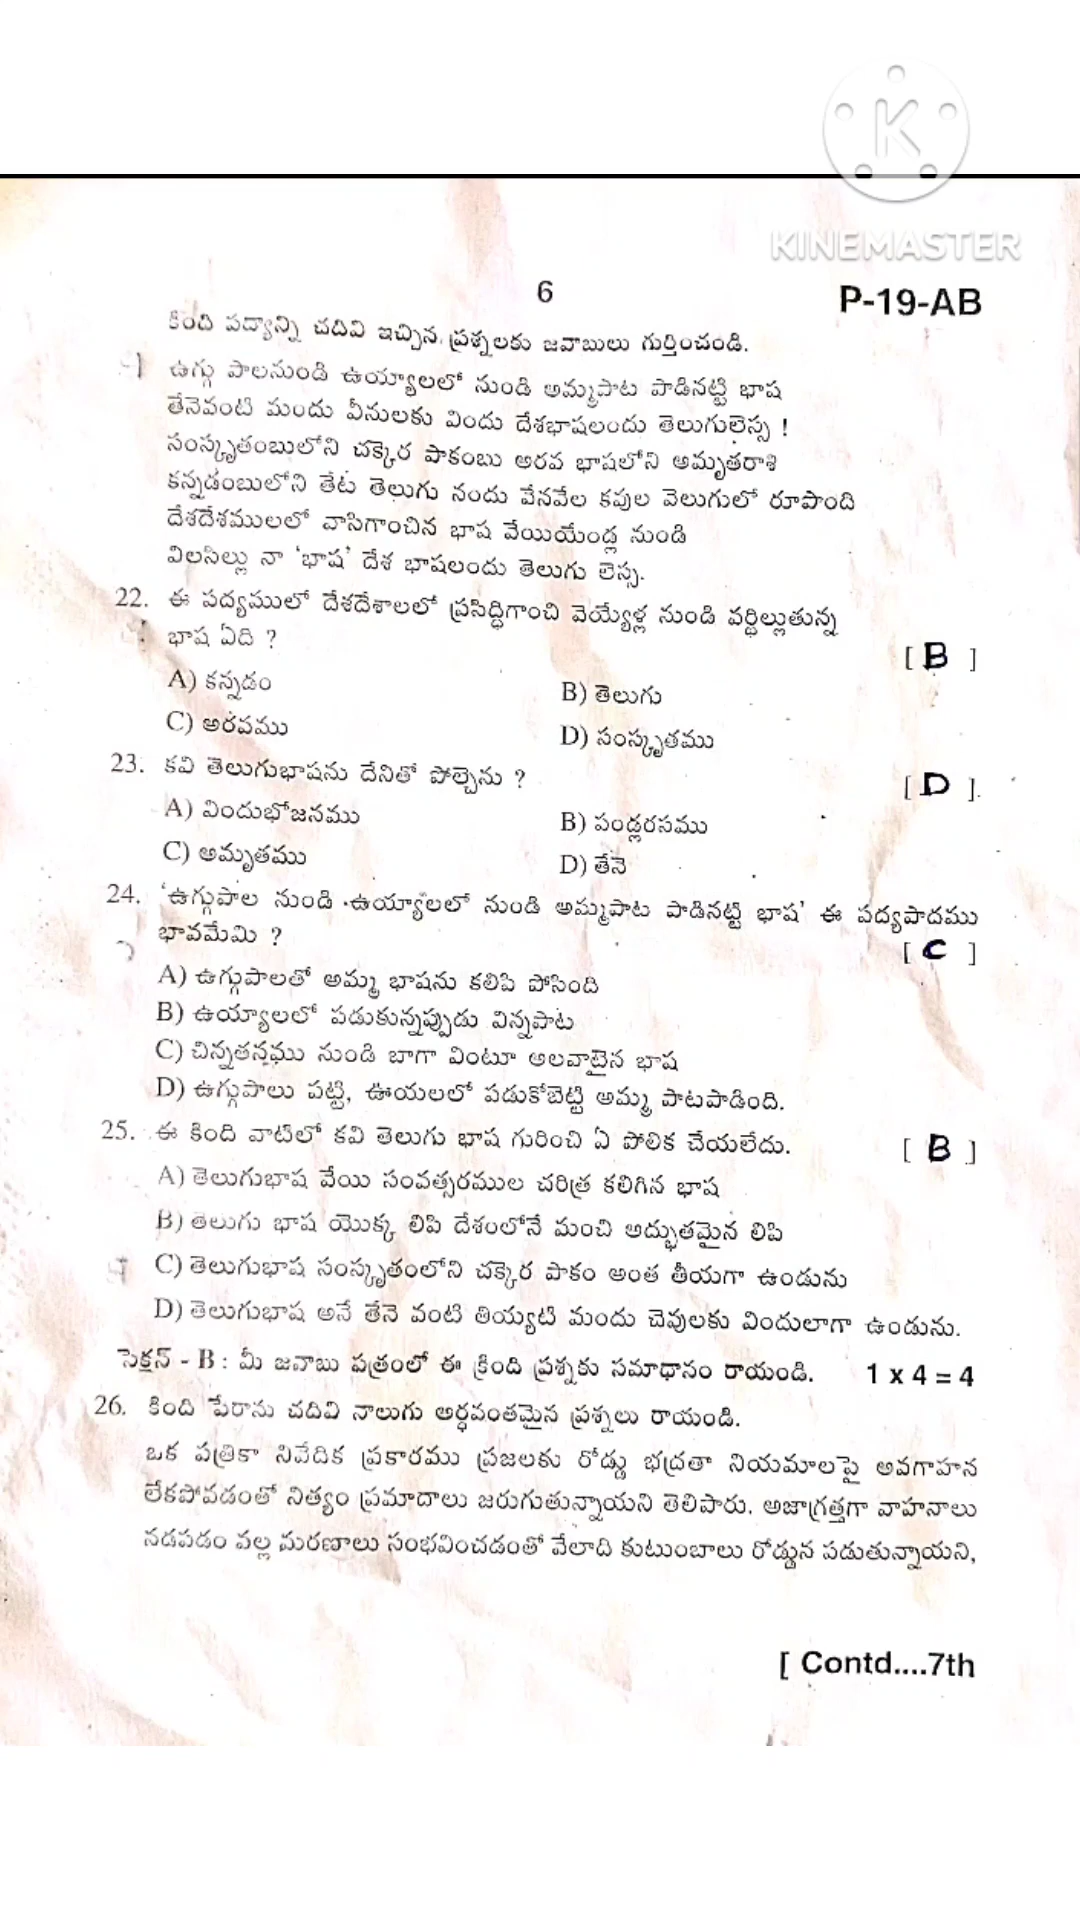 K
KINEMASTER
6
P-19-AB
కింది పద్యాన్ని చదివి ఇచ్చిన ప్రశ్నలకు జవాబులు గుర్తించండి.
ఉగ్గు పాలనుండి ఉయ్యాలలో నుండి అమ్మపాట పాడినట్టి భాష
తేనెవంటి మందు వీనులకు విందు దేశభాషలందు తెలుగులెస్స !
సంస్కృతంబులోని చక్కెర పాకంబు అరవ భాషలోని అమృతరాశి
కన్నడంబులోని తేట తెలుగు నందు వేనవేల కవుల వెలుగులో రూపొంది
దేశదేశములలో వాసిగాంచిన భాష వేయియేండ్ల నుండి
విలసిల్లు నా 'భాష' దేశ భాషలందు తెలుగు లెస్స.
22. ఈ పద్యములో దేశదేశాలలో ప్రసిద్ధిగాంచి వెయ్యేళ్ల నుండి వర్థిల్లుతున్న
భాష ఏది ? [ B ]
A) కన్నడం B) తెలుగు
C) అరవము D) సంస్కృతము
23. కవి తెలుగుభాషను దేనితో పోల్చెను ? [ D ].
A) విందుభోజనము B) పండ్లరసము
C) అమృతము D) తేనె
24. 'ఉగ్గుపాల నుండి ఉయ్యాలలో నుండి అమ్మపాట పాడినట్టి భాష' ఈ పద్యపాదము
భావమేమి ? [ C ]
A) ఉగ్గుపాలతో అమ్మ భాషను కలిపి పోసింది
B) ఉయ్యాలలో పడుకున్నప్పుడు విన్నపాట
C) చిన్నతనము నుండి బాగా వింటూ అలవాటైన భాష
D) ఉగ్గుపాలు పట్టి, ఊయలలో పడుకోబెట్టి అమ్మ పాటపాడింది.
25. ఈ కింది వాటిలో కవి తెలుగు భాష గురించి ఏ పోలిక చేయలేదు. [ B ]
A) తెలుగుభాష వేయి సంవత్సరముల చరిత్ర కలిగిన భాష
B) తెలుగు భాష యొక్క లిపి దేశంలోనే మంచి అద్భుతమైన లిపి
C) తెలుగుభాష సంస్కృతంలోని చక్కెర పాకం అంత తీయగా ఉండును
D) తెలుగుభాష అనే తేనె వంటి తియ్యటి మందు చెవులకు విందులాగా ఉండును.
సెక్షన్ - B : మీ జవాబు పత్రంలో ఈ క్రింది ప్రశ్నకు సమాధానం రాయండి. 1 x 4 = 4
26. కింది పేరాను చదివి నాలుగు అర్థవంతమైన ప్రశ్నలు రాయండి.
ఒక పత్రికా నివేదిక ప్రకారము ప్రజలకు రోడ్డు భద్రతా నియమాలపై అవగాహన
లేకపోవడంతో నిత్యం ప్రమాదాలు జరుగుతున్నాయని తెలిపారు. అజాగ్రత్తగా వాహనాలు
నడపడం వల్ల మరణాలు సంభవించడంతో వేలాది కుటుంబాలు రోడ్డున పడుతున్నాయని,
[ Contd....7th